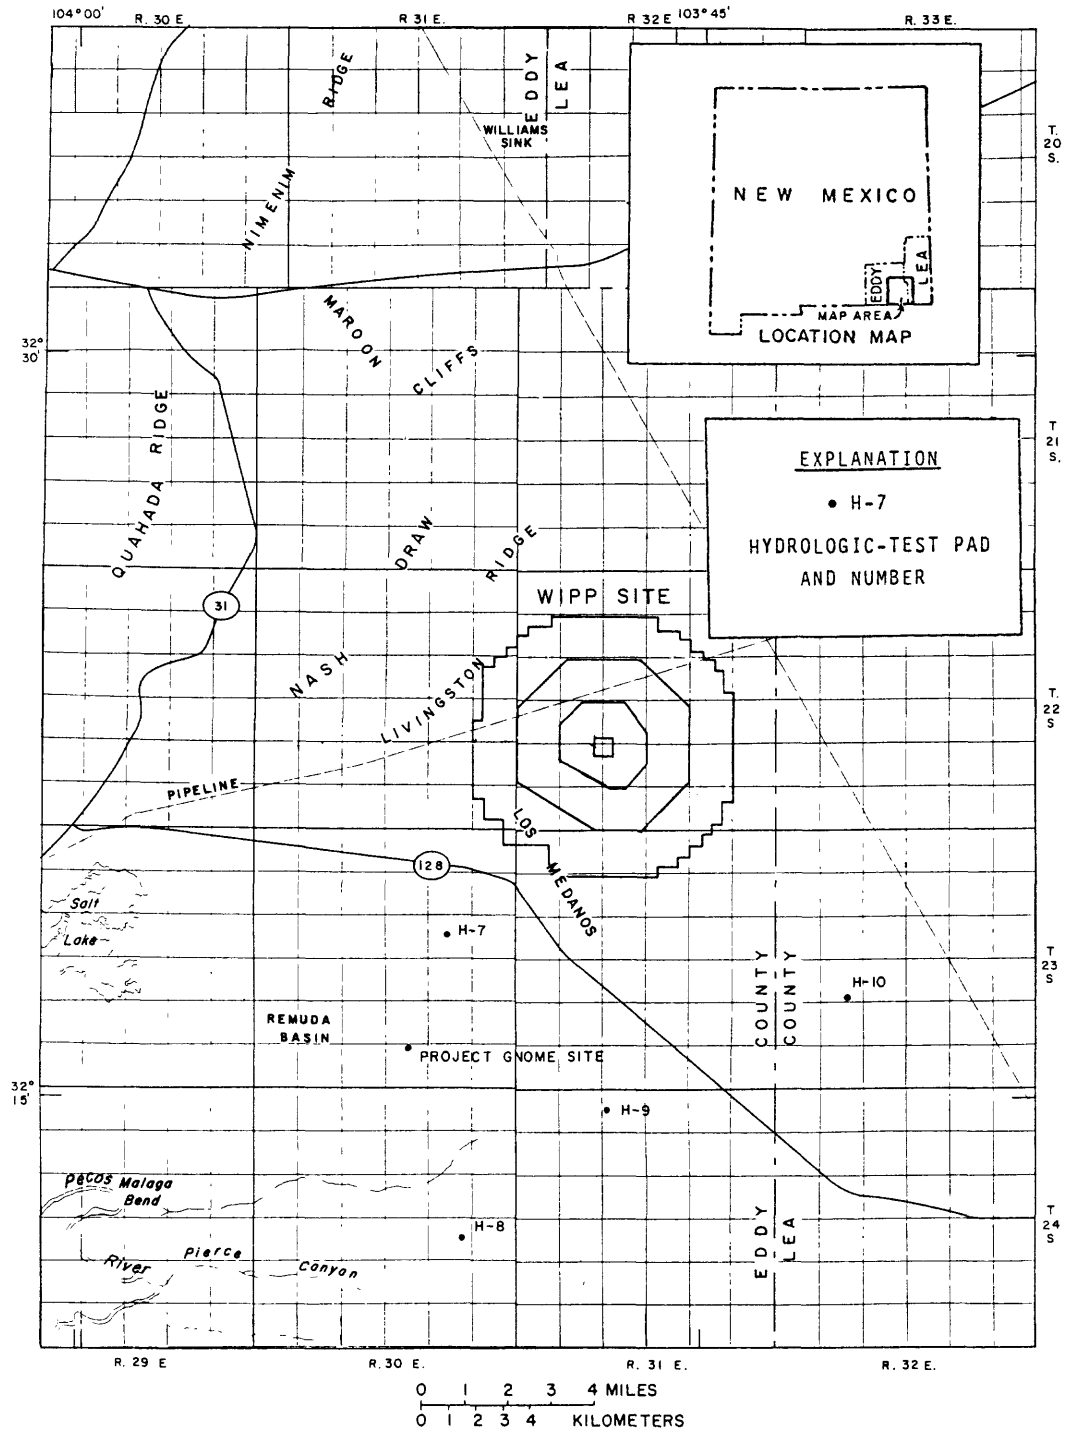 104°00' R. 30 E. R. 31 E. R. 32 E 103°45' R. 33 E.
RIDGE
EDDY
LEA
WILLIAMS
SINK
T.
20
S.
NIMENIM
NEW MEXICO
LEA
EDDY
MAP AREA
LOCATION MAP
MAROON
CLIFFS
32°
30'
QUAHADA RIDGE
T
21
S.
EXPLANATION
H-7
HYDROLOGIC-TEST PAD
AND NUMBER
DRAW
RIDGE
WIPP SITE
31
NASH
LIVINGSTON
T.
22
S
PIPELINE
LOS
MEDANOS
128
Salt
Lake
H-7
COUNTY
COUNTY
T
23
S
H-10
REMUDA
BASIN
PROJECT GNOME SITE
32°
15'
H-9
Pecos Malaga
Bend
H-8
EDDY
LEA
T
24
S
River
Pierce
Canyon
R. 29 E R. 30 E. R. 31 E. R. 32 E.
0 1 2 3 4 MILES
0 1 2 3 4 KILOMETERS